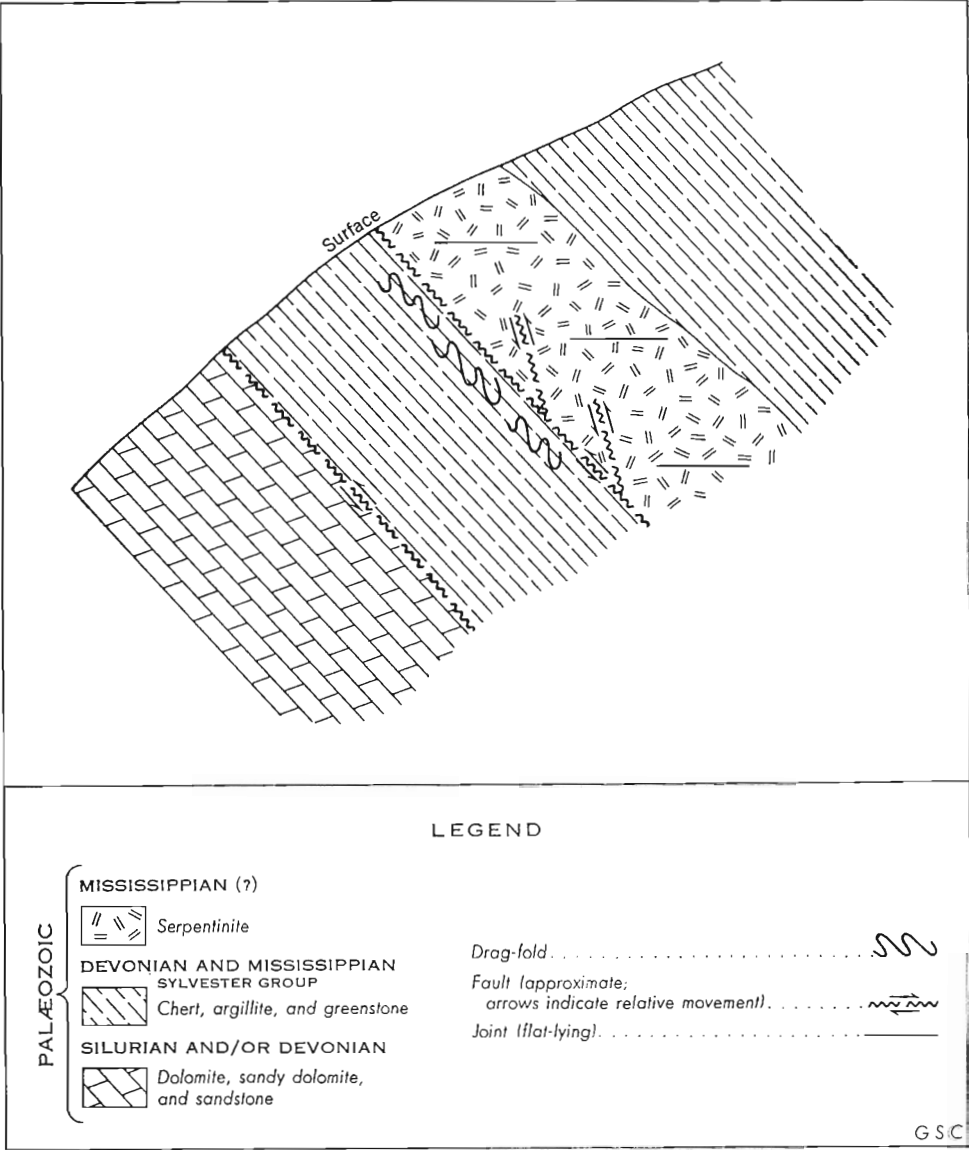 Surface
LEGEND
PALÆOZOIC
MISSISSIPPIAN (?)
Serpentinite
DEVONIAN AND MISSISSIPPIAN
SYLVESTER GROUP
Chert, argillite, and greenstone
SILURIAN AND/OR DEVONIAN
Dolomite, sandy dolomite,
and sandstone
Drag-fold
Fault (approximate;
arrows indicate relative movement)
Joint (flat-lying)
GSC